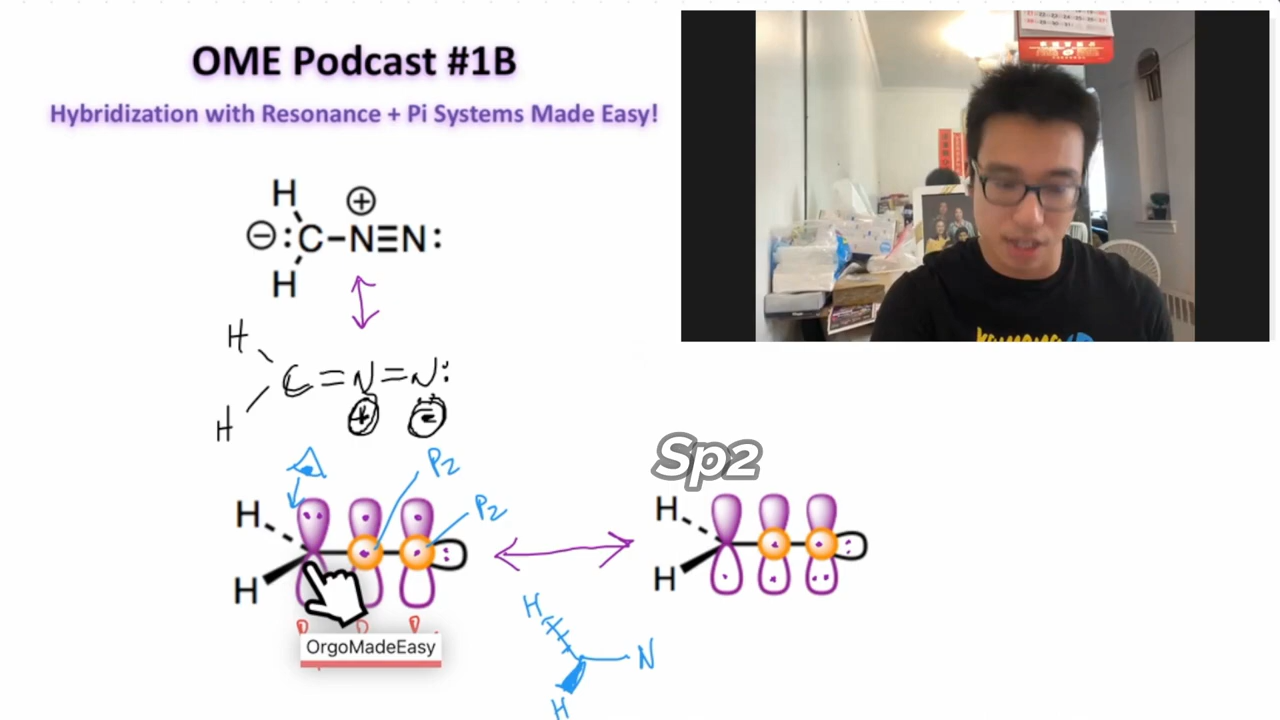 OME Podcast #1B
Hybridization with Resonance + Pi Systems Made Easy!
H
⊕
⊖:C–N≡N:
H
H
C=N=N:
H
⊕ ⊖
Pz
Pz
Sp2
H
H
H
H
OrgoMadeEasy
H
N
H